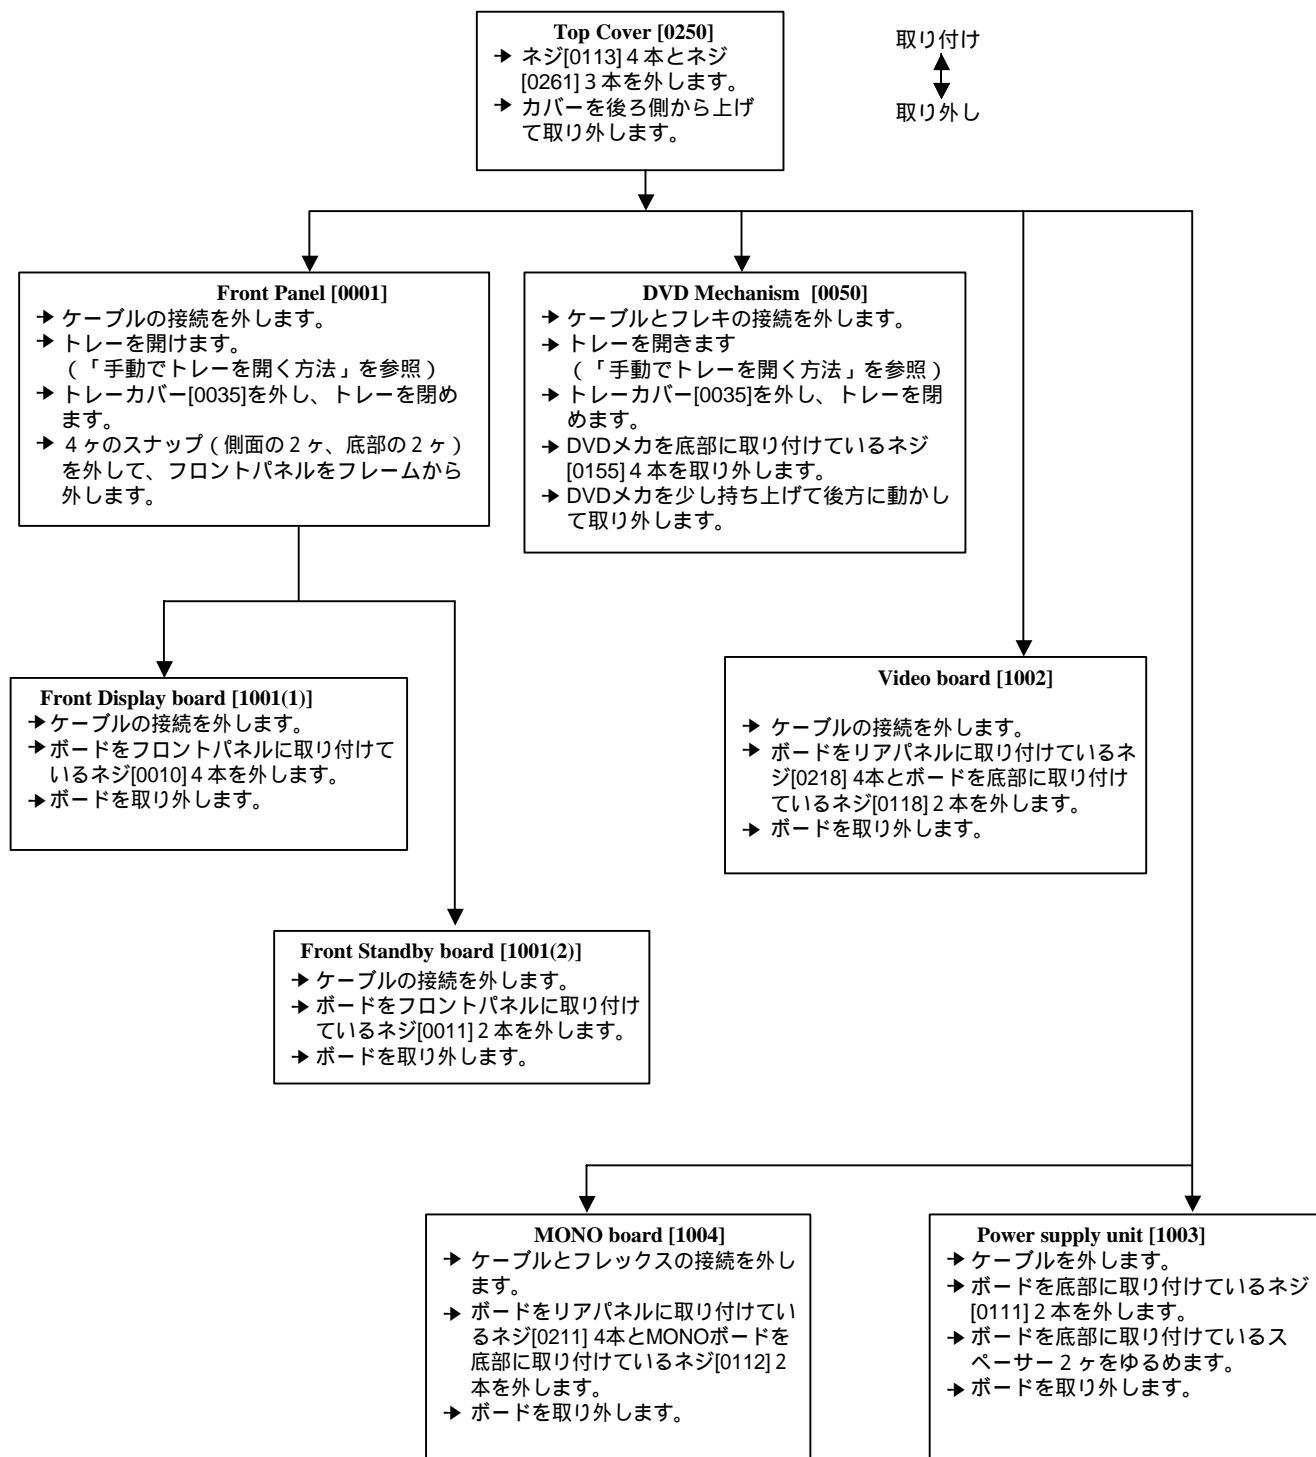 Top Cover [0250]
ネジ[0113] 4 本とネジ
[0261] 3 本を外します。
カバーを後ろ側から上げ
て取り外します。
取り付け
取り外し
Front Panel [0001]
ケーブルの接続を外します。
トレーを開けます。
(「手動でトレーを開く方法」を参照)
トレーカバー[0035]を外し、トレーを閉め
ます。
4ヶのスナップ(側面の2ヶ、底部の2ヶ)
を外して、フロントパネルをフレームから
外します。
DVD Mechanism [0050]
ケーブルとフレキの接続を外します。
トレーを開きます
(「手動でトレーを開く方法」を参照)
トレーカバー[0035]を外し、トレーを閉
めます。
DVDメカを底部に取り付けているネジ
[0155] 4 本を取り外します。
DVDメカを少し持ち上げて後方に動かし
て取り外します。
Front Display board [1001(1)]
ケーブルの接続を外します。
ボードをフロントパネルに取り付けて
いるネジ[0010] 4 本を外します。
ボードを取り外します。
Video board [1002]
ケーブルの接続を外します。
ボードをリアパネルに取り付けているネ
ジ[0218] 4本とボードを底部に取り付け
ているネジ[0118] 2 本を外します。
ボードを取り外します。
Front Standby board [1001(2)]
ケーブルの接続を外します。
ボードをフロントパネルに取り付け
ているネジ[0011] 2 本を外します。
ボードを取り外します。
MONO board [1004]
ケーブルとフレックスの接続を外し
ます。
ボードをリアパネルに取り付けてい
るネジ[0211] 4本とMONOボードを
底部に取り付けているネジ[0112] 2
本を外します。
ボードを取り外します。
Power supply unit [1003]
ケーブルを外します。
ボードを底部に取り付けているネジ
[0111] 2 本を外します。
ボードを底部に取り付けているス
ペーサー2ヶをゆるめます。
ボードを取り外します。